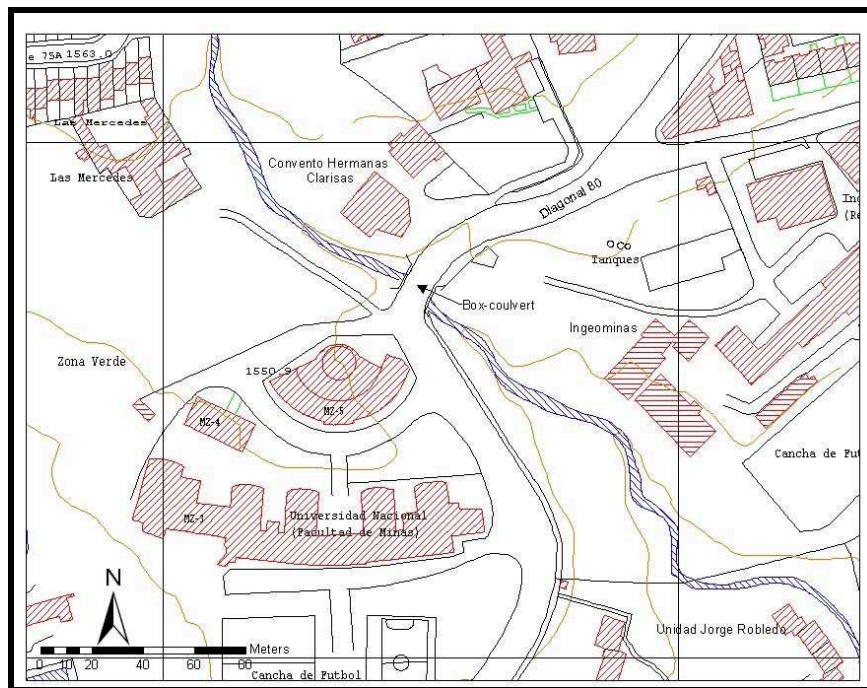 e 75A 1563.0
Las Mercedes
Las Mercedes
Convento Hermanas
Clarisas
Diagonal 80
Co
Tanques
Box-coulvert
Ingeominas
Zona Verde
1550.9
MZ-5
MZ-4
MZ-3
Universidad Nacional
(Facultad de Minas)
Cancha de Fut
N
Meters
0 10 20 40 60 80
Unidad Jorge Robledo
Cancha de Futbol